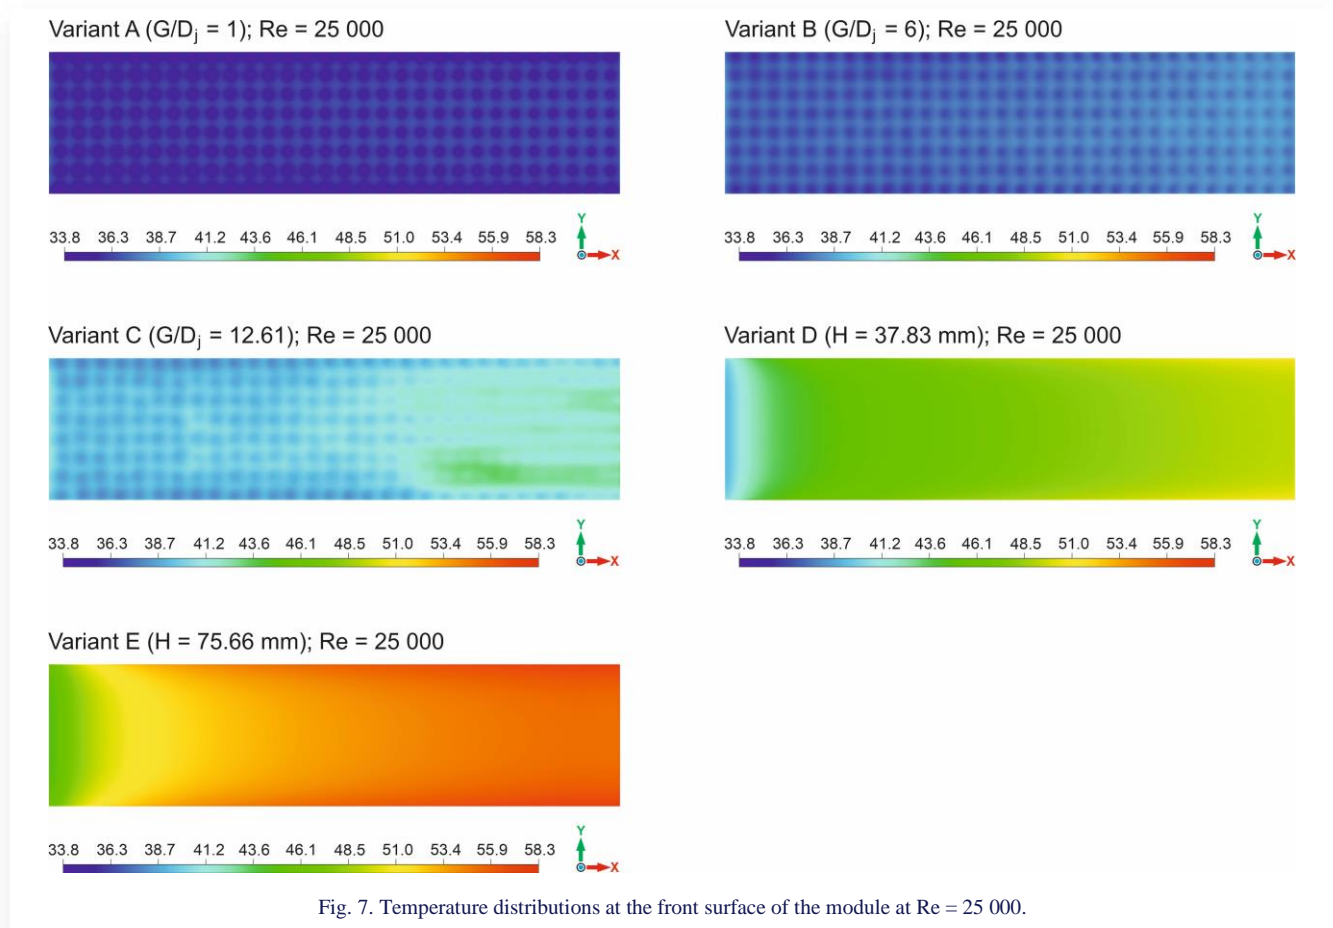 Variant A (G/Dj = 1); Re = 25 000
33.8 36.3 38.7 41.2 43.6 46.1 48.5 51.0 53.4 55.9 58.3
Y
X
Variant B (G/Dj = 6); Re = 25 000
33.8 36.3 38.7 41.2 43.6 46.1 48.5 51.0 53.4 55.9 58.3
Y
X
Variant C (G/Dj = 12.61); Re = 25 000
33.8 36.3 38.7 41.2 43.6 46.1 48.5 51.0 53.4 55.9 58.3
Y
X
Variant D (H = 37.83 mm); Re = 25 000
33.8 36.3 38.7 41.2 43.6 46.1 48.5 51.0 53.4 55.9 58.3
Y
X
Variant E (H = 75.66 mm); Re = 25 000
33.8 36.3 38.7 41.2 43.6 46.1 48.5 51.0 53.4 55.9 58.3
Y
X
Fig. 7. Temperature distributions at the front surface of the module at Re = 25 000.